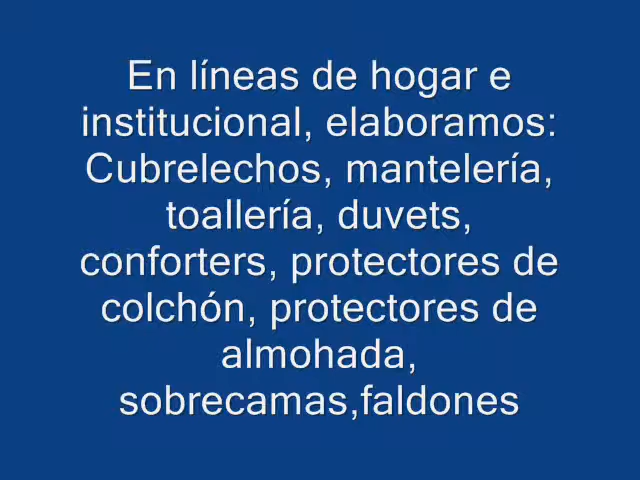 En líneas de hogar e
institucional, elaboramos:
Cubrelechos, mantelería,
toallería, duvets,
conforters, protectores de
colchón, protectores de
almohada,
sobrecamas,faldones